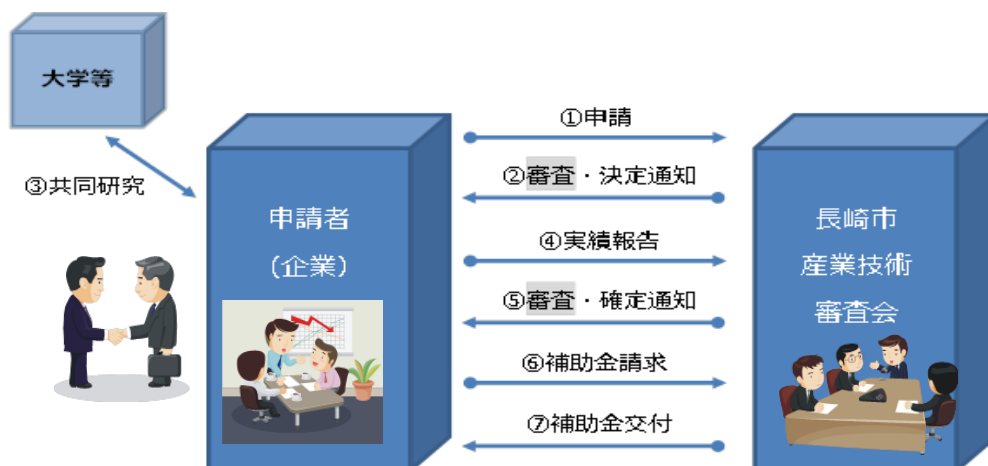 大学等
③共同研究
申請者
（企業）
①申請
②審査・決定通知
④実績報告
⑤審査・確定通知
⑥補助金請求
⑦補助金交付
長崎市
産業技術
審査会